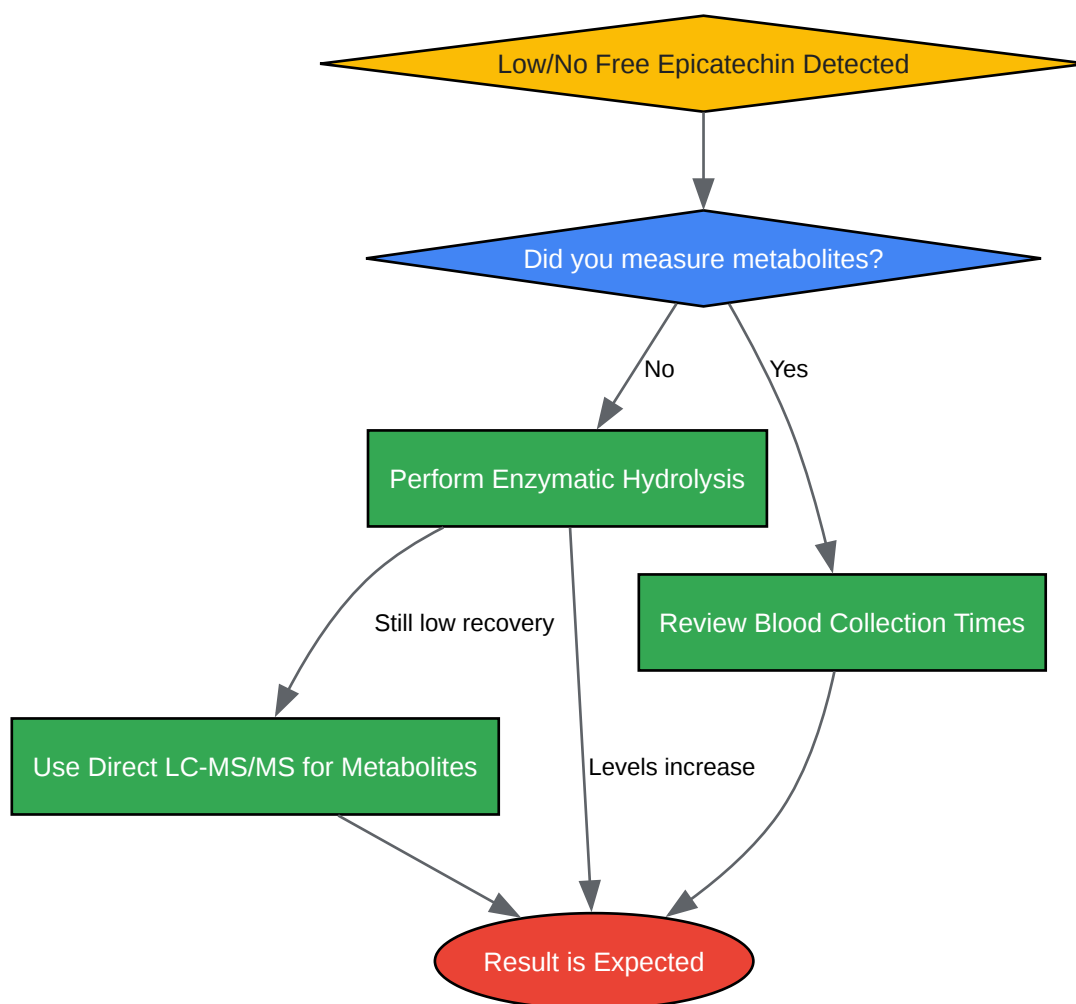 Low/No Free Epicatechin Detected
Did you measure metabolites?
No
Yes
Perform Enzymatic Hydrolysis
Still low recovery
Review Blood Collection Times
Use Direct LC-MS/MS for Metabolites
Levels increase
Result is Expected